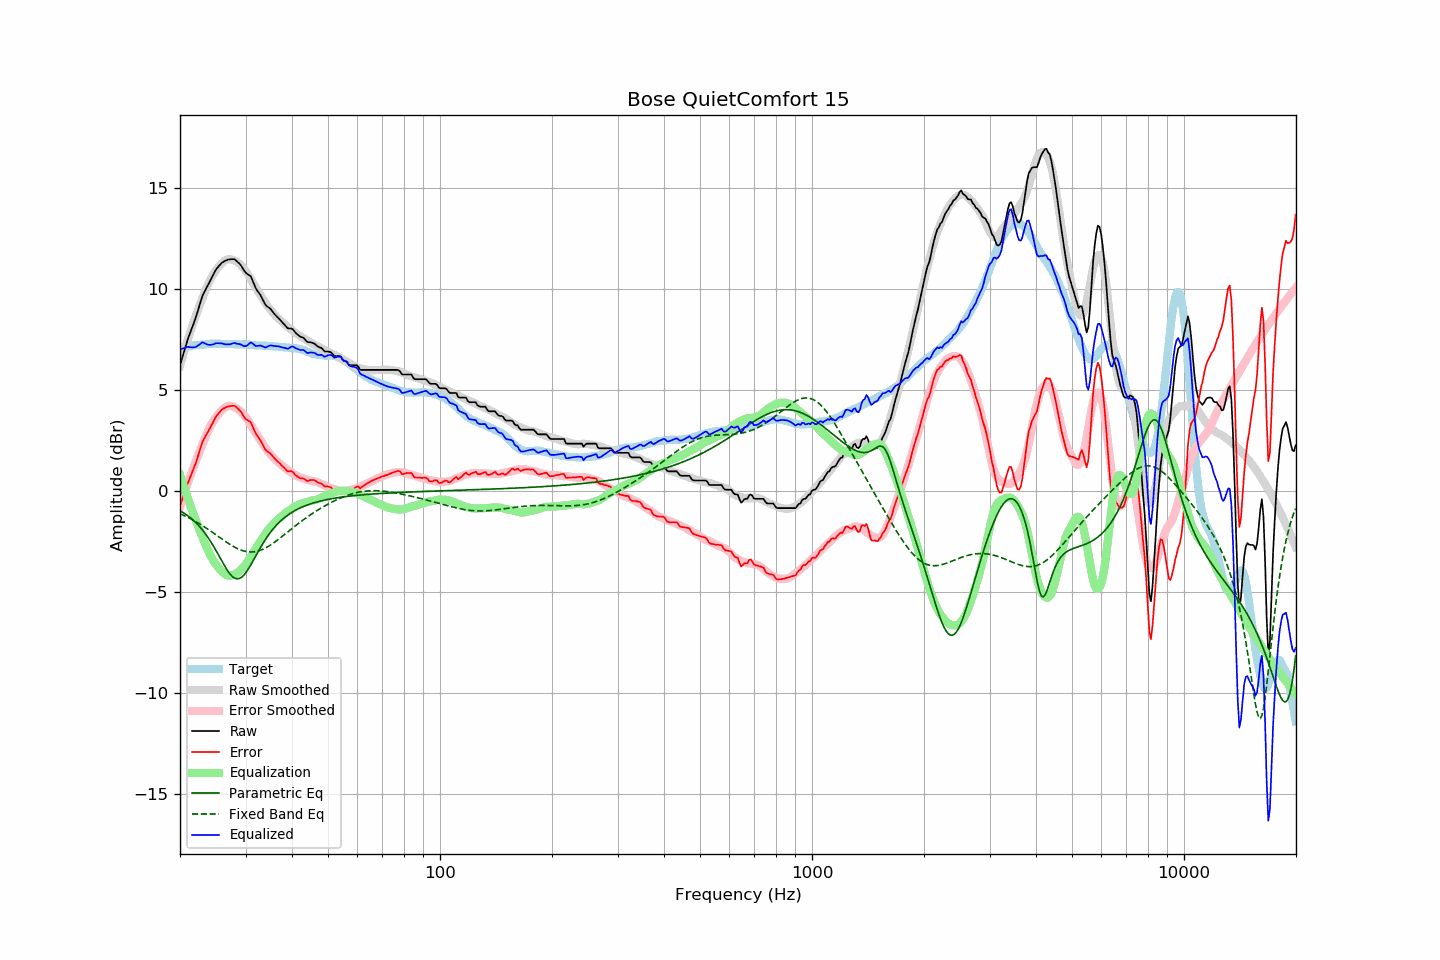 Bose QuietComfort 15
Amplitude (dBr)
15
10
5
0
−5
−10
−15
Target
Raw Smoothed
Error Smoothed
Raw
Error
Equalization
Parametric Eq
Fixed Band Eq
Equalized
100
1000
10000
Frequency (Hz)